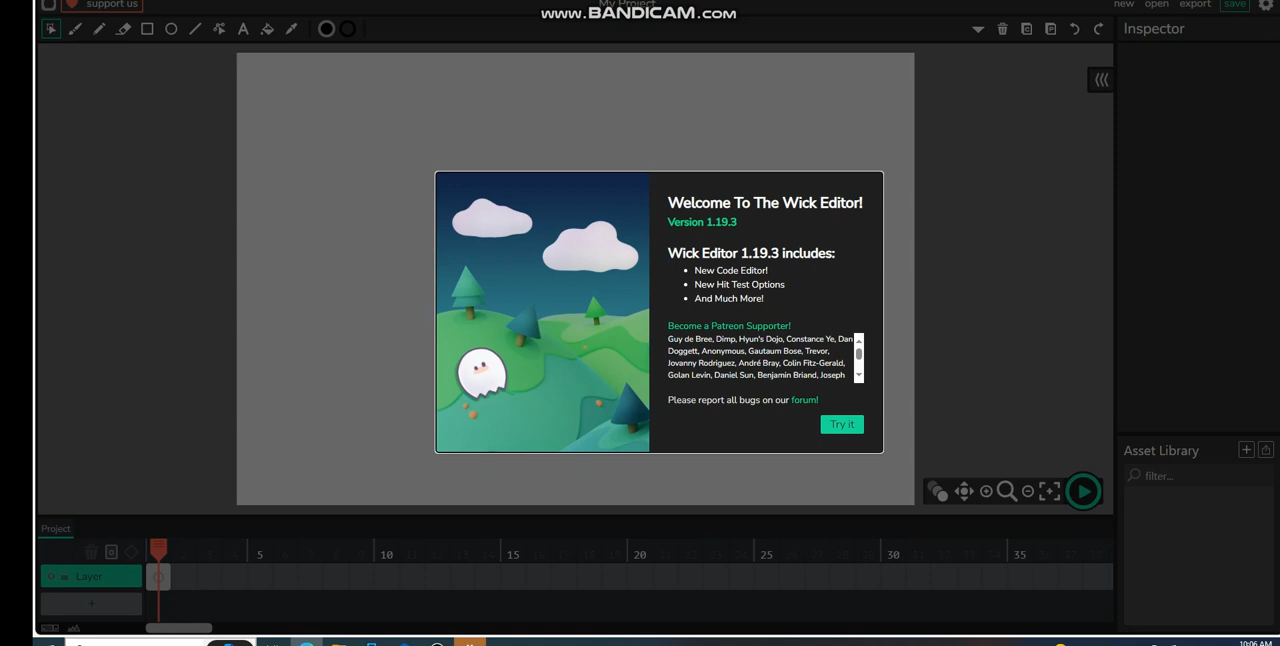 support us
My Project
www.BANDICAM.com
new open export save
Inspector
Welcome To The Wick Editor!
Version 1.19.3
Wick Editor 1.19.3 includes:
New Code Editor!
New Hit Test Options
And Much More!
Become a Patreon Supporter!
Guy de Bree, Dimp, Hyun's Dojo, Constance Ye, Dan
Doggett, Anonymous, Gautaum Bose, Trevor,
Jovanny Rodriguez, André Bray, Colin Fitz-Gerald,
Golan Levin, Daniel Sun, Benjamin Briand, Joseph
Please report all bugs on our forum!
Try it
Asset Library
filter...
Project
5 10 15 20 25 30 35
Layer
10:06 AM